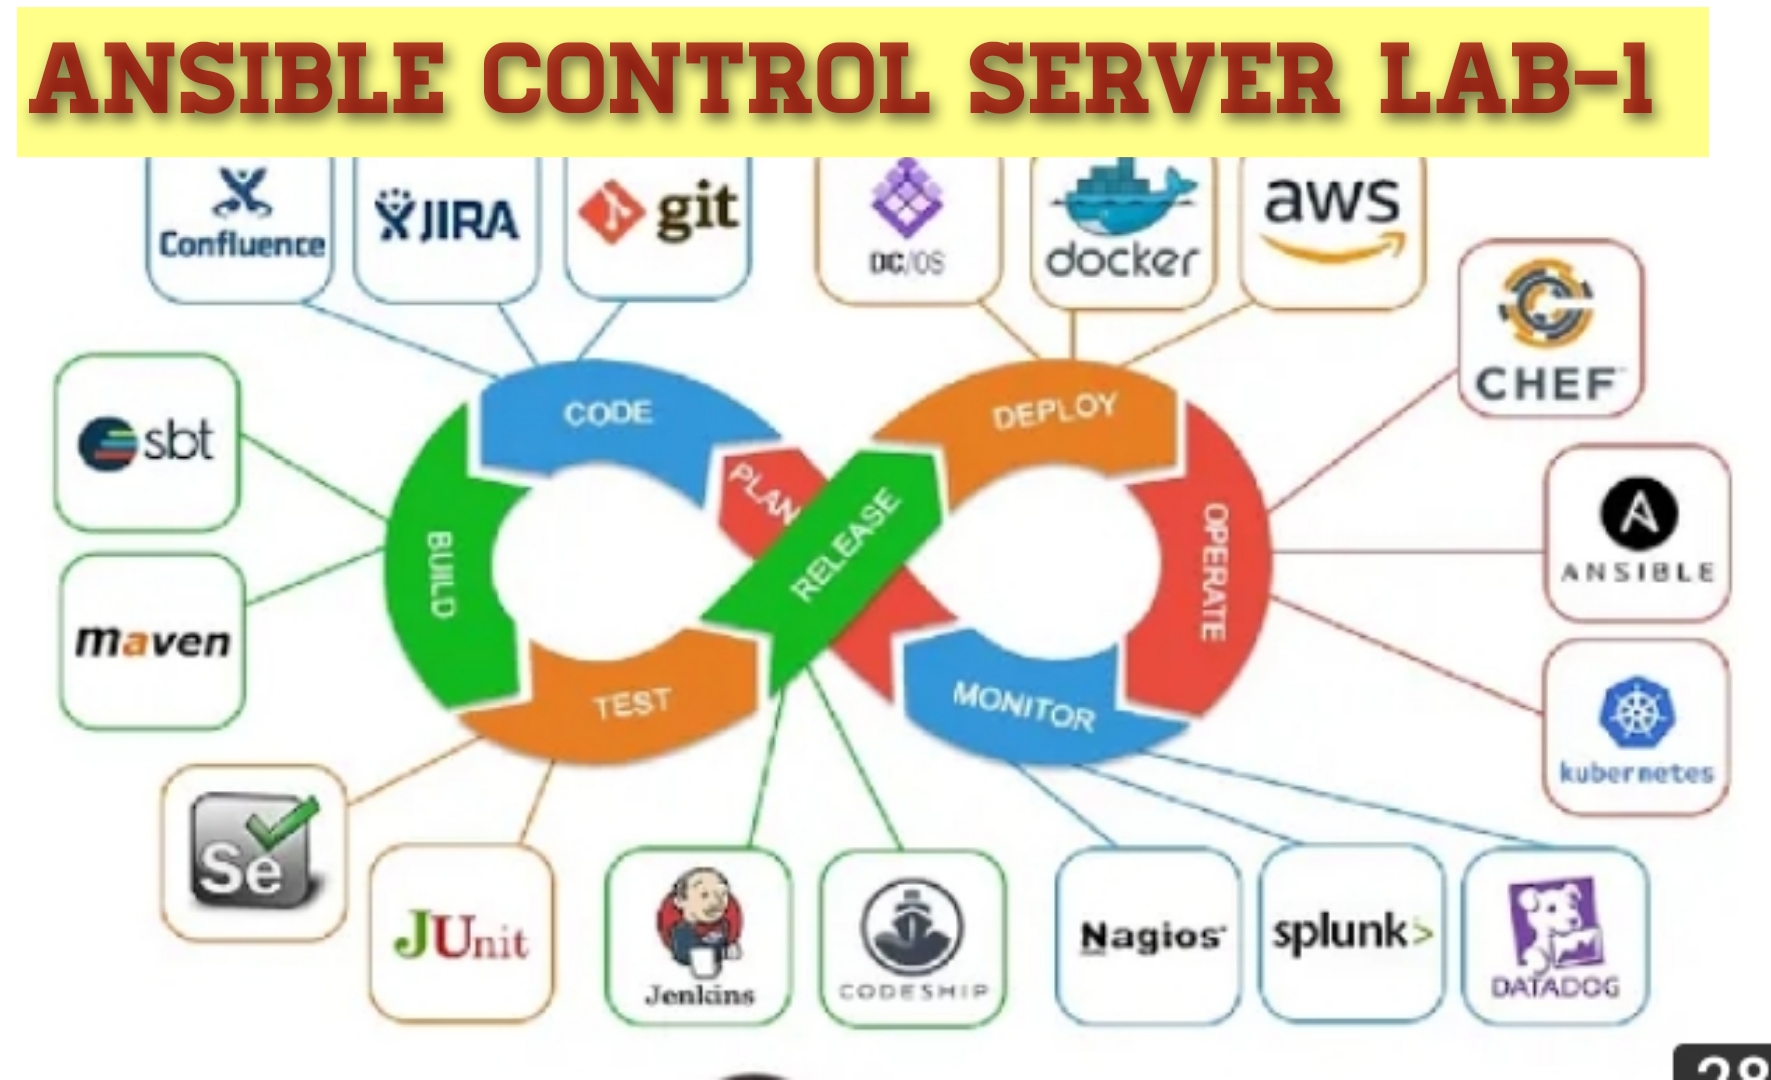 ANSIBLE CONTROL SERVER LAB-1
Confluence
JIRA
git
DC/OS
docker
aws
CHEF
sbt
CODE
DEPLOY
PLAN
RELEASE
BUILD
OPERATE
ANSIBLE
maven
TEST
MONITOR
kubernetes
Se
JUnit
Jenkins
CODESHIP
Nagios
splunk>
DATADOG